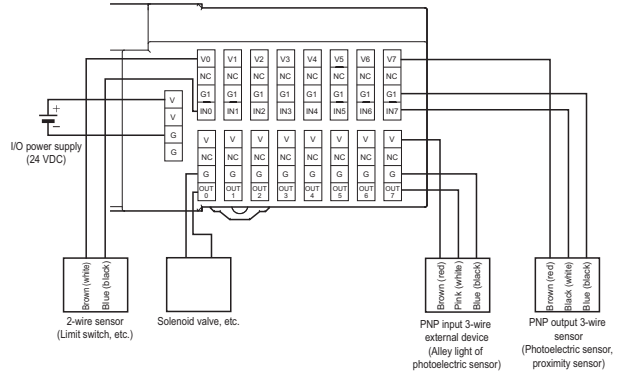 V0 V1 V2 V3 V4 V5 V6 V7
NC NC NC NC NC NC NC NC
G1 G1 G1 G1 G1 G1 G1 G1
IN0 IN1 IN2 IN3 IN4 IN5 IN6 IN7
V
V
G
G
+
−
I/O power supply
(24 VDC)
V V V V V V V V
NC NC NC NC NC NC NC NC
G G G G G G G G
OUT OUT OUT OUT OUT OUT OUT OUT
0 1 2 3 4 5 6 7
Brown (white)
Blue (black)
2-wire sensor
(Limit switch, etc.)
Solenoid valve, etc.
Brown (red)
Pink (white)
Blue (black)
PNP input 3-wire
external device
(Alley light of
photoelectric sensor)
Brown (red)
Black (white)
Blue (black)
PNP output 3-wire
sensor
(Photoelectric sensor,
proximity sensor)